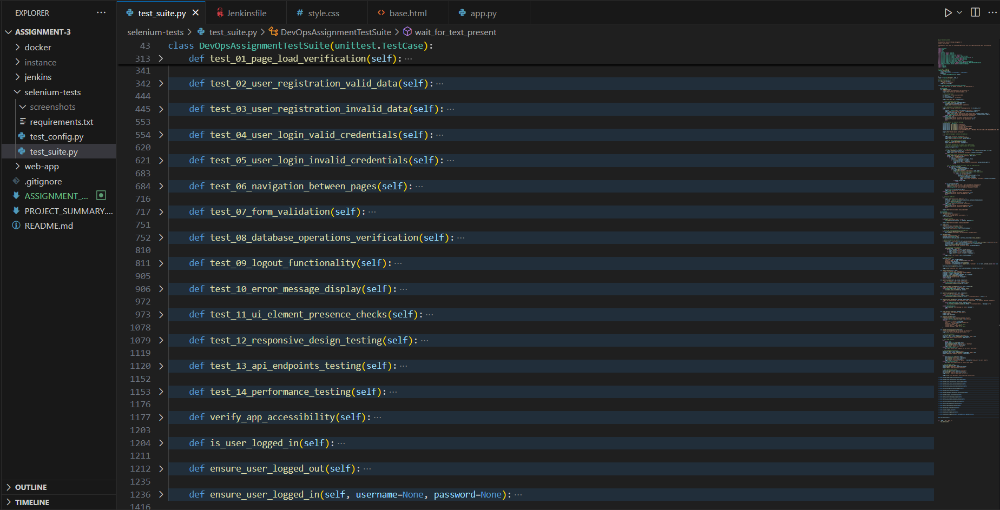 EXPLORER ···
ASSIGNMENT-3
docker
instance
jenkins
selenium-tests
screenshots
requirements.txt
test_config.py
test_suite.py
web-app
.gitignore
ASSIGNMENT_...
PROJECT_SUMMARY....
README.md
OUTLINE
TIMELINE
test_suite.py Jenkinsfile # style.css <> base.html app.py
selenium-tests > test_suite.py > DevOpsAssignmentTestSuite > wait_for_text_present
43 class DevOpsAssignmentTestSuite(unittest.TestCase):
313 def test_01_page_load_verification(self): ···
341
342 def test_02_user_registration_valid_data(self): ···
444
445 def test_03_user_registration_invalid_data(self): ···
553
554 def test_04_user_login_valid_credentials(self): ···
620
621 def test_05_user_login_invalid_credentials(self): ···
683
684 def test_06_navigation_between_pages(self): ···
716
717 def test_07_form_validation(self): ···
751
752 def test_08_database_operations_verification(self): ···
810
811 def test_09_logout_functionality(self): ···
905
906 def test_10_error_message_display(self): ···
972
973 def test_11_ui_element_presence_checks(self): ···
1078
1079 def test_12_responsive_design_testing(self): ···
1119
1120 def test_13_api_endpoints_testing(self): ···
1152
1153 def test_14_performance_testing(self): ···
1176
1177 def verify_app_accessibility(self): ···
1203
1204 def is_user_logged_in(self): ···
1211
1212 def ensure_user_logged_out(self): ···
1235
1236 def ensure_user_logged_in(self, username=None, password=None): ···
1416